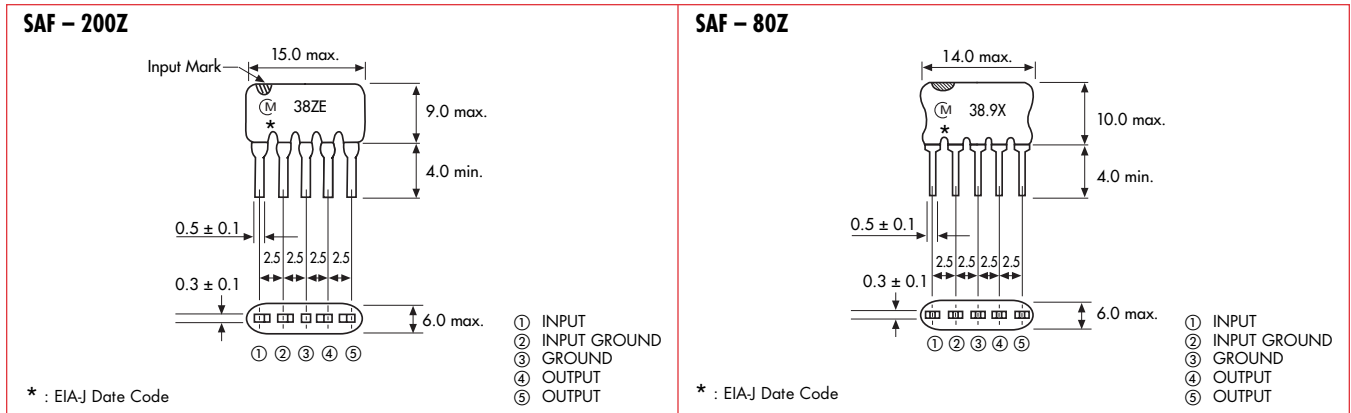 SAF – 200Z
15.0 max.
Input Mark
M 38ZE
*
9.0 max.
4.0 min.
0.5 ± 0.1
2.5 2.5 2.5 2.5
0.3 ± 0.1
6.0 max.
① ② ③ ④ ⑤
① INPUT
② INPUT GROUND
③ GROUND
④ OUTPUT
⑤ OUTPUT
* : EIA-J Date Code
SAF – 80Z
14.0 max.
M 38.9X
*
10.0 max.
4.0 min.
0.5 ± 0.1
2.5 2.5 2.5 2.5
0.3 ± 0.1
6.0 max.
① ② ③ ④ ⑤
① INPUT
② INPUT GROUND
③ GROUND
④ OUTPUT
⑤ OUTPUT
* : EIA-J Date Code